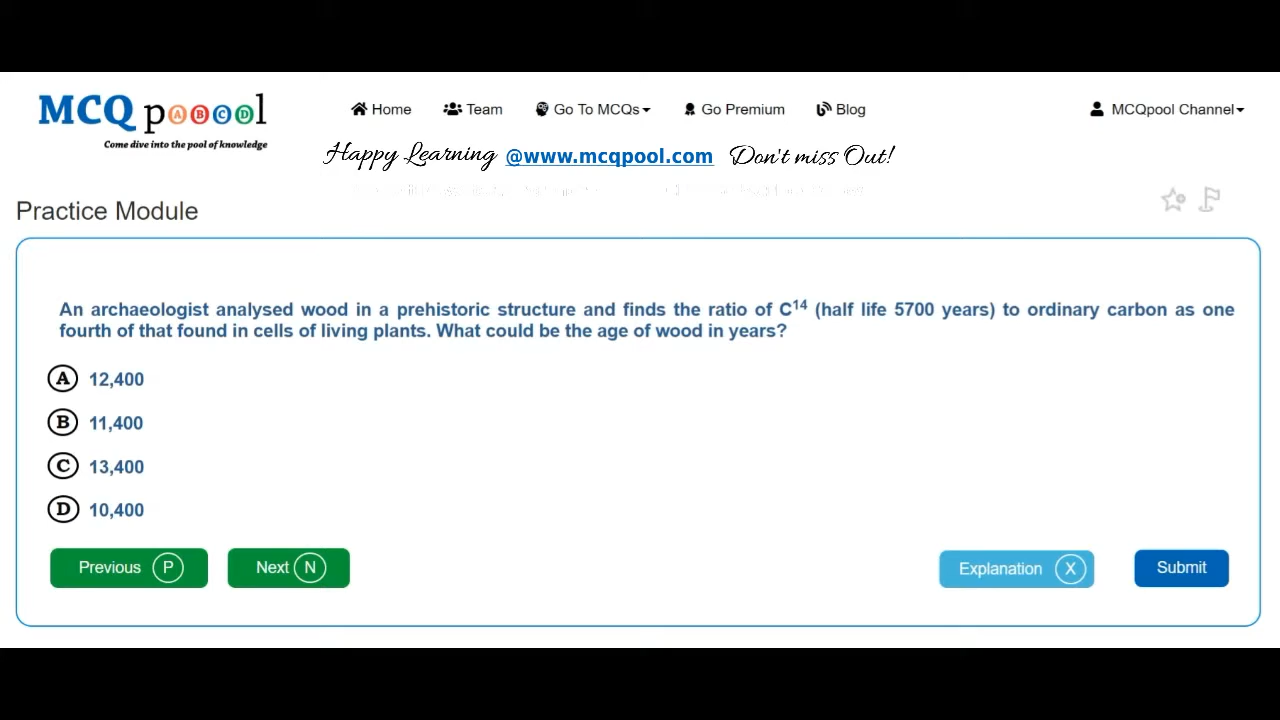 MCQ pABCDl
Come dive into the pool of knowledge
Home Team Go To MCQs Go Premium Blog MCQpool Channel
Happy Learning @www.mcqpool.com Don't miss Out!
Practice Module
An archaeologist analysed wood in a prehistoric structure and finds the ratio of C¹⁴ (half life 5700 years) to ordinary carbon as one
fourth of that found in cells of living plants. What could be the age of wood in years?
A 12,400
B 11,400
C 13,400
D 10,400
Previous P Next N Explanation X Submit